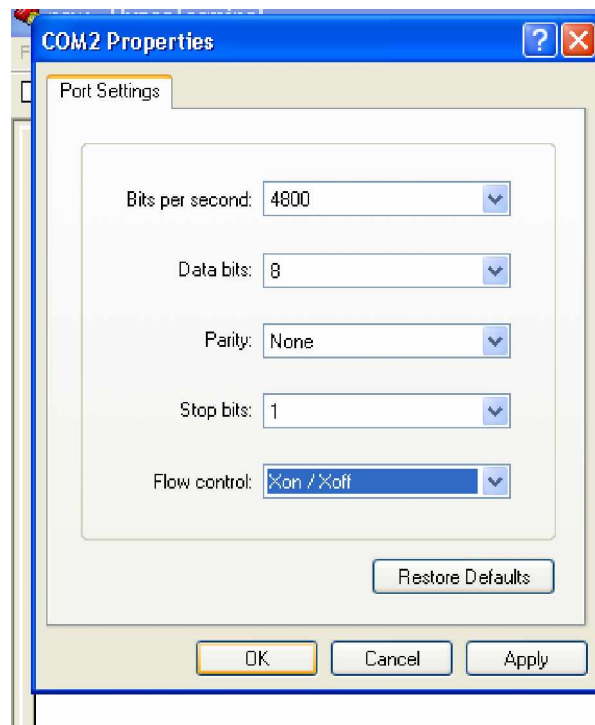 COM2 Properties
Port Settings
Bits per second: 4800
Data bits: 8
Parity: None
Stop bits: 1
Flow control: Xon / Xoff
Restore Defaults
OK Cancel Apply